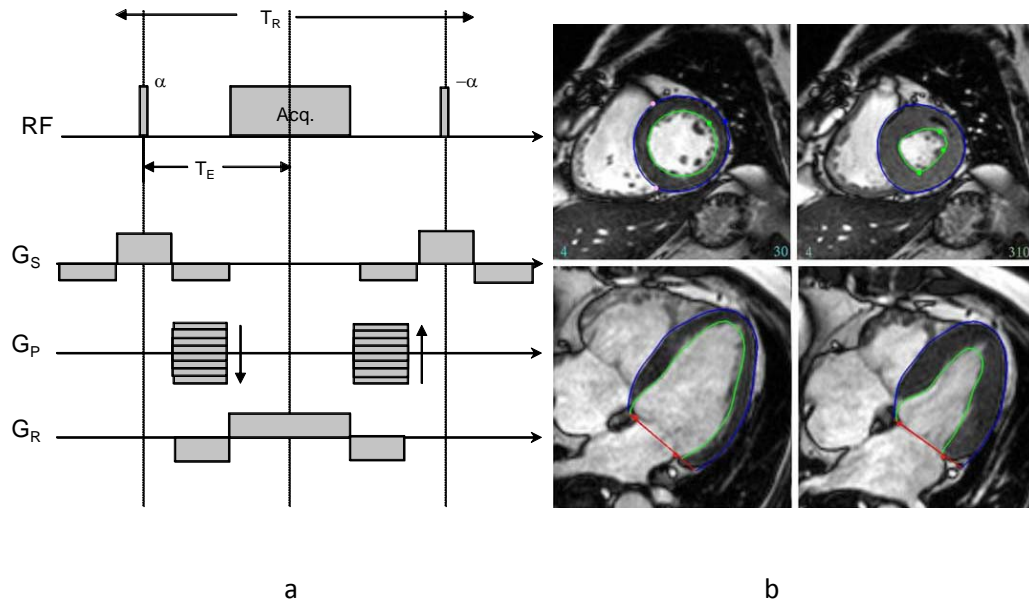 T_R
α
−α
Acq.
RF
T_E
G_S
G_P
G_R
4 30
4 310
a b